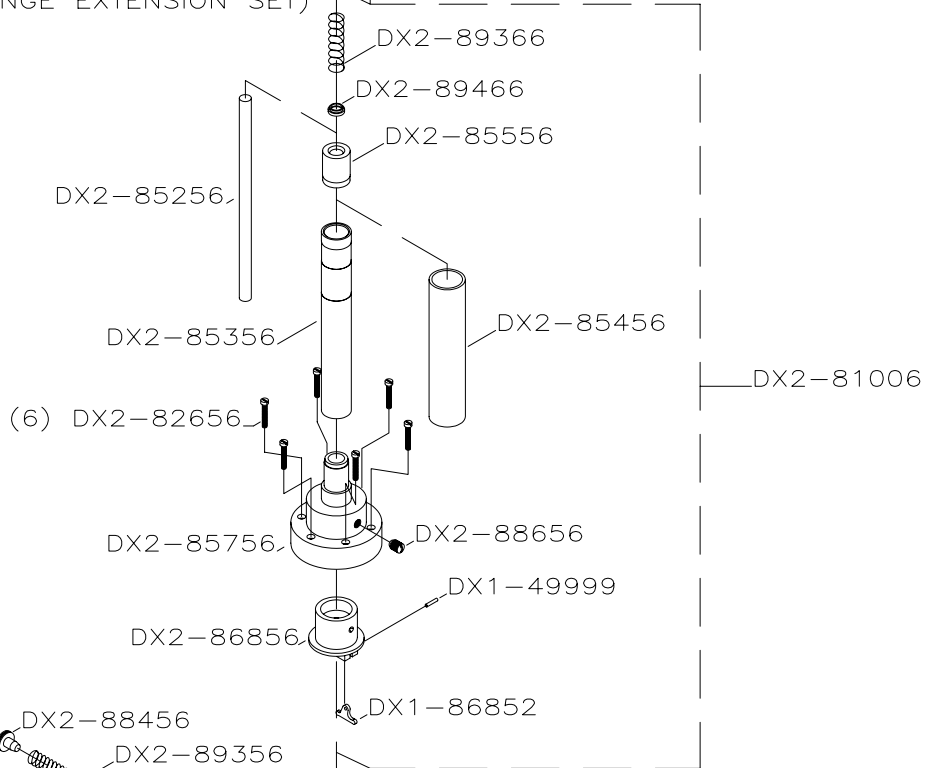 NGE EXTENSION SET)
DX2-89366
DX2-89466
DX2-85556
DX2-85256
DX2-85356
DX2-85456
DX2-81006
(6) DX2-82656
DX2-85756
DX2-88656
DX1-49999
DX2-86856
DX1-86852
DX2-88456
DX2-89356